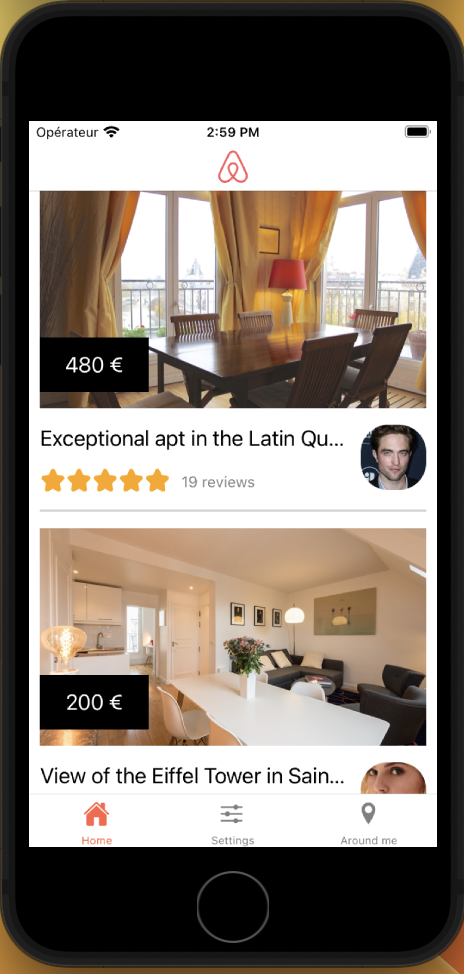 Opérateur 2:59 PM
480 €
Exceptional apt in the Latin Qu...
19 reviews
200 €
View of the Eiffel Tower in Sain...
Home Settings Around me